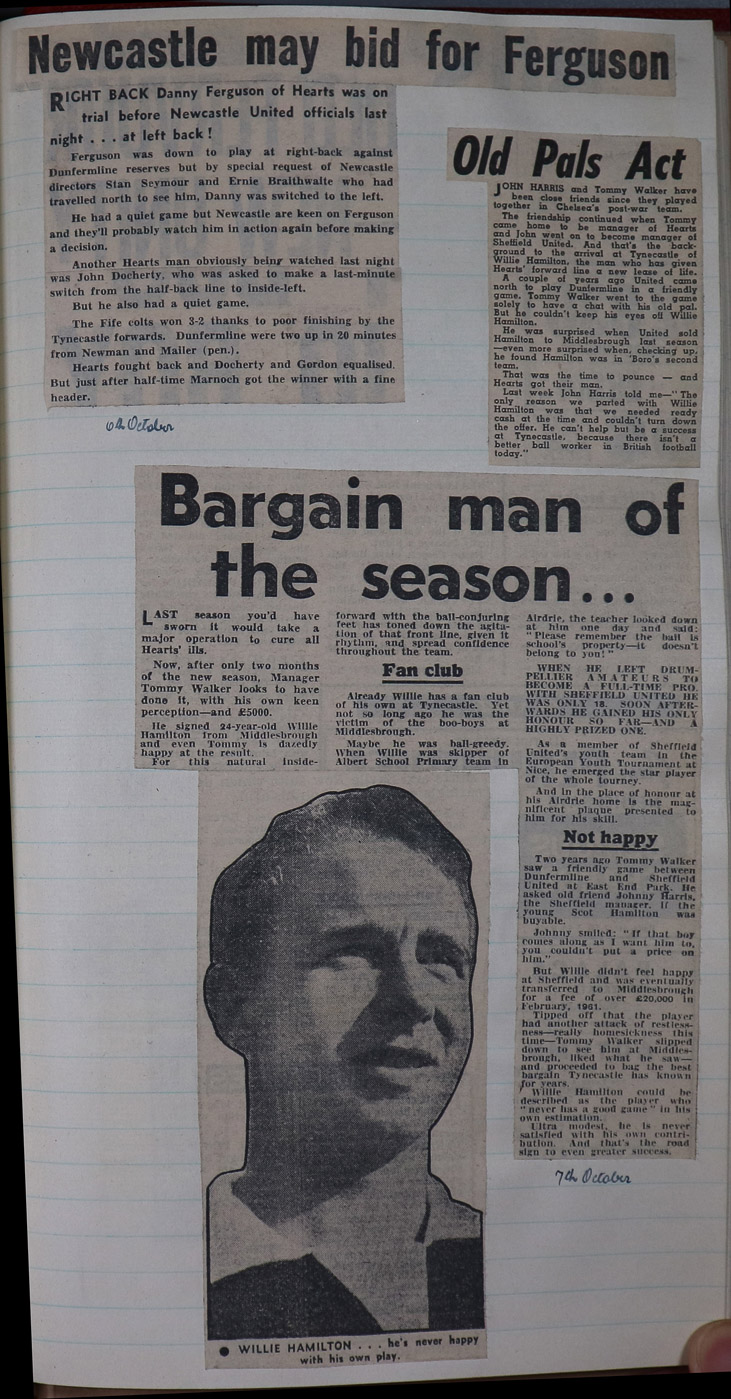 Newcastle may bid for Ferguson
RIGHT BACK Danny Ferguson of Hearts was on
trial before Newcastle United officials last
night . . . at left back !
Ferguson was down to play at right-back against
Dunfermline reserves but by special request of Newcastle
directors Stan Seymour and Ernie Braithwaite who had
travelled north to see him, Danny was switched to the left.
He had a quiet game but Newcastle are keen on Ferguson
and they'll probably watch him in action again before making
a decision.
Another Hearts man obviously being watched last night
was John Docherty, who was asked to make a last-minute
switch from the half-back line to inside-left.
But he also had a quiet game.
The Fife colts won 3-2 thanks to poor finishing by the
Tynecastle forwards. Dunfermline were two up in 20 minutes
from Newman and Mailer (pen.).
Hearts fought back and Docherty and Gordon equalised.
But just after half-time Marnoch got the winner with a fine
header.
6th October
Old Pals Act
JOHN HARRIS and Tommy Walker have
been close friends since they played
together in Chelsea's post-war team.
The friendship continued when Tommy
came home to be manager of Hearts
and John went on to become manager of
Sheffield United. And that's the back-
ground to the arrival at Tynecastle of
Willie Hamilton, the man who has given
Hearts' forward line a new lease of life.
A couple of years ago United came
north to play Dunfermline in a friendly
game. Tommy Walker went to the game
solely to have a chat with his old pal.
But he couldn't keep his eyes off Willie
Hamilton.
He was surprised when United sold
Hamilton to Middlesbrough last season
—even more surprised when, checking up,
he found Hamilton was in 'Boro's second
team.
That was the time to pounce — and
Hearts got their man.
Last week John Harris told me—"The
only reason we parted with Willie
Hamilton was that we needed ready
cash at the time and couldn't turn down
the offer. He can't help but be a success
at Tynecastle, because there isn't a
better ball worker in British football
today."
Bargain man of
the season...
LAST season you'd have
sworn it would take a
major operation to cure all
Hearts' ills.
Now, after only two months
of the new season, Manager
Tommy Walker looks to have
done it, with his own keen
perception—and £5000.
He signed 24-year-old Willie
Hamilton from Middlesbrough
and even Tommy is dazedly
happy at the result.
For this natural inside-
forward with the ball-conjuring
feet has toned down the agita-
tion of that front line, given it
rhythm, and spread confidence
throughout the team.
Fan club
Already Willie has a fan club
of his own at Tynecastle. Yet
not so long ago he was the
victim of the boo-boys at
Middlesbrough.
Maybe he was ball-greedy.
When Willie was skipper of
Albert School Primary team in
Airdrie, the teacher looked down
at him one day and said:
"Please remember the ball is
school's property—it doesn't
belong to you!"
WHEN HE LEFT DRUM-
PELLIER AMATEURS TO
BECOME A FULL-TIME PRO.
WITH SHEFFIELD UNITED HE
WAS ONLY 18. SOON AFTER-
WARDS HE GAINED HIS ONLY
HONOUR SO FAR—AND A
HIGHLY PRIZED ONE.
As a member of Sheffield
United's youth team in the
European Youth Tournament at
Nice, he emerged the star player
of the whole tourney.
And in the place of honour at
his Airdrie home is the mag-
nificent plaque presented to
him for his skill.
Not happy
Two years ago Tommy Walker
saw a friendly game between
Dunfermline and Sheffield
United at East End Park. He
asked old friend Johnny Harris,
the Sheffield manager, if the
young Scot Hamilton was
buyable.
Johnny smiled: "If that boy
comes along as I want him to,
you couldn't put a price on
him."
But Willie didn't feel happy
at Sheffield and was eventually
transferred to Middlesbrough
for a fee of over £20,000 in
February, 1961.
Tipped off that the player
had another attack of restless-
ness—really homesickness this
time—Tommy Walker slipped
down to see him at Middles-
brough, liked what he saw—
and proceeded to bag the best
bargain Tynecastle has known
for years.
Willie Hamilton could be
described as the player who
"never has a good game" in his
own estimation.
Ultra modest, he is never
satisfied with his own contri-
bution. And that's the road
sign to even greater success.
7th October
● WILLIE HAMILTON . . . he's never happy
with his own play.